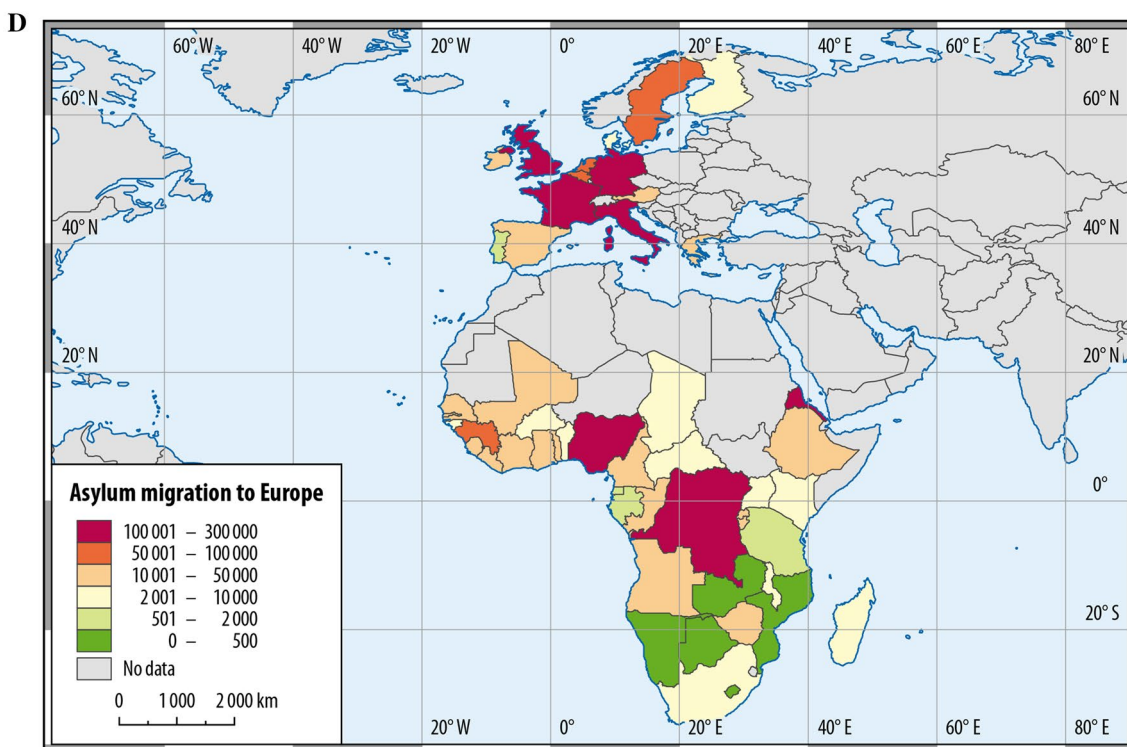 D
60° W 40° W 20° W 0° 20° E 40° E 60° E 80° E
60° N 60° N
40° N
20° N 20° N
0°
20° S
Asylum migration to Europe
100 001 – 300 000
50 001 – 100 000
10 001 – 50 000
2 001 – 10 000
501 – 2 000
0 – 500
No data
0 1 000 2 000 km
20° W 0° 20° E 40° E 60° E 80° E